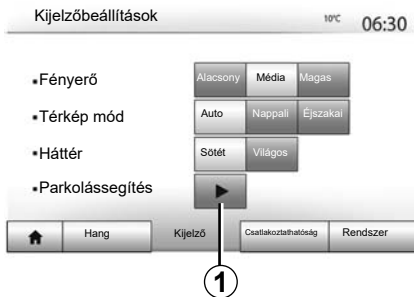 Kijelzőbeállítások 10°C 06:30
▪Fényerő Alacsony Média Magas
▪Térkép mód Auto Nappali Éjszakai
▪Háttér Sötét Világos
▪Parkolássegítés
Hang Kijelző Csatlakoztathatóság Rendszer
1